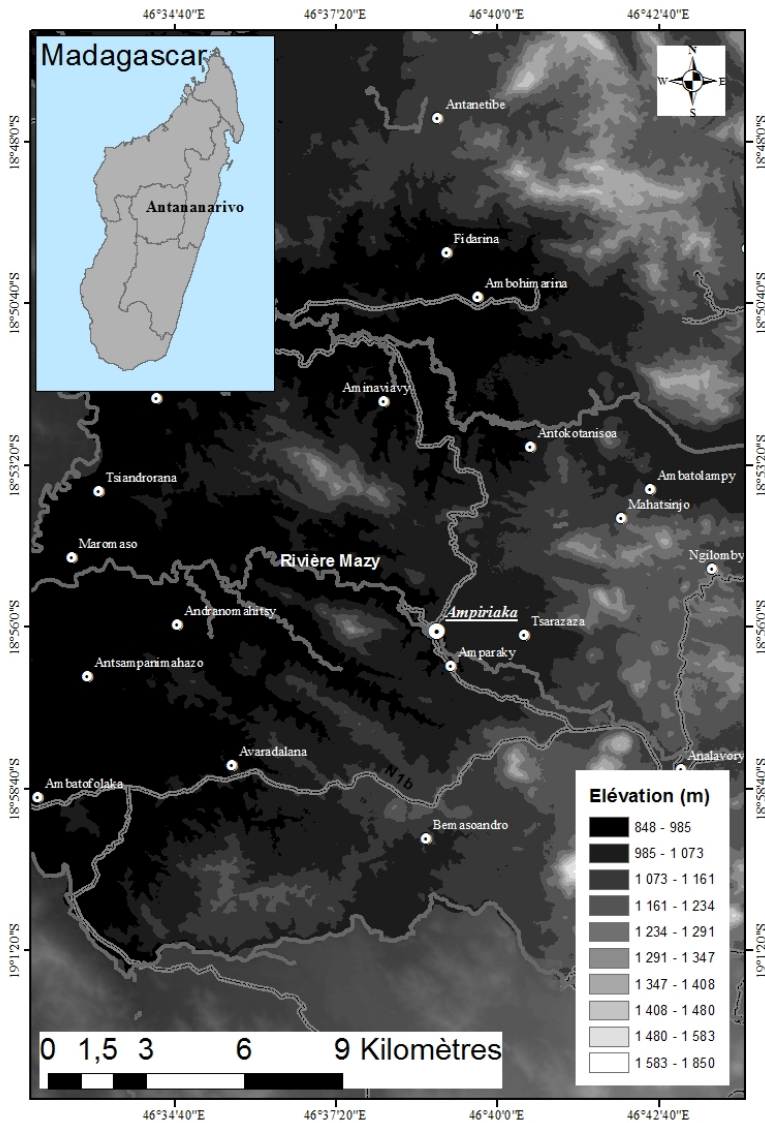 46°34'40"E 46°37'20"E 46°40'0"E 46°42'40"E
Madagascar
Antananarivo
N
W E
S
18°48'0"S 18°48'0"S
Antanetibe
Fidarina
Ambohimarina
18°50'40"S 18°50'40"S
Aminaviavy
Antokotanisoa
18°53'20"S 18°53'20"S
Tsiandrorana
Ambatolampy
Mahatsinjo
Maromaso
Rivière Mazy
Ngilomby
Andranomahitsy
Ampiriaka
Tsarazaza
18°56'0"S 18°56'0"S
Amparaky
Antsampanimahazo
Avaradalana
Analavory
N1b
Ambatofolaka
18°58'40"S 18°58'40"S
Bemasoandro
19°1'20"S 19°1'20"S
Elévation (m)
848 - 985
985 - 1 073
1 073 - 1 161
1 161 - 1 234
1 234 - 1 291
1 291 - 1 347
1 347 - 1 408
1 408 - 1 480
1 480 - 1 583
1 583 - 1 850
0 1,5 3 6 9 Kilomètres
46°34'40"E 46°37'20"E 46°40'0"E 46°42'40"E